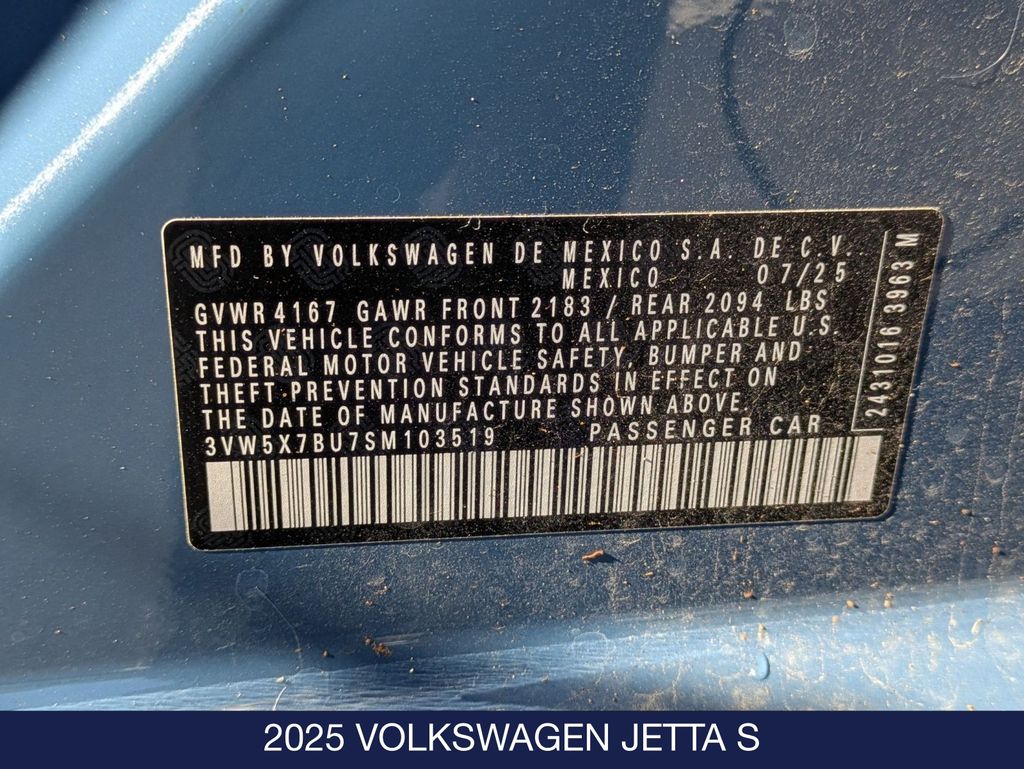 MFD BY VOLKSWAGEN DE MEXICO S.A. DE C.V.
MEXICO 07/25
GVWR 4167 GAWR FRONT 2183 / REAR 2094 LBS
THIS VEHICLE CONFORMS TO ALL APPLICABLE U.S.
FEDERAL MOTOR VEHICLE SAFETY, BUMPER AND
THEFT PREVENTION STANDARDS IN EFFECT ON
THE DATE OF MANUFACTURE SHOWN ABOVE.
3VW5X7BU7SM103519 PASSENGER CAR
2431016 3963 M
2025 VOLKSWAGEN JETTA S